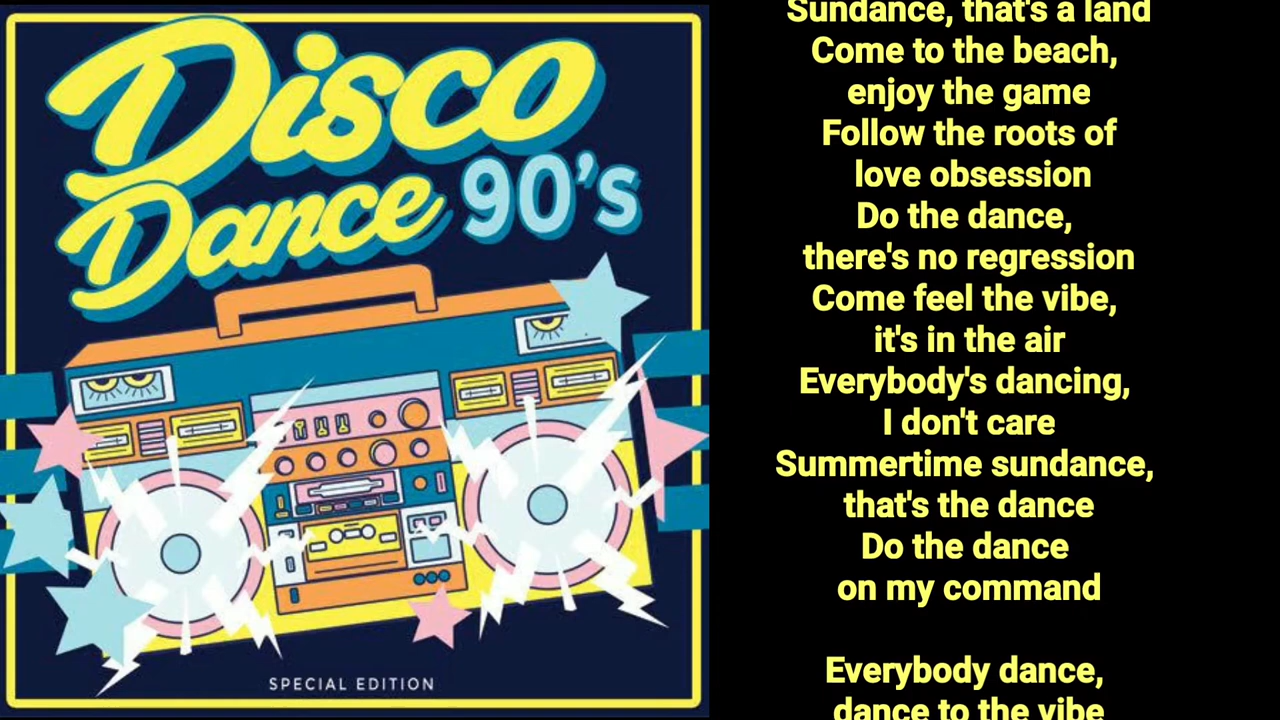 Disco
Dance 90's
SPECIAL EDITION
Sundance, that's a land
Come to the beach,
enjoy the game
Follow the roots of
love obsession
Do the dance,
there's no regression
Come feel the vibe,
it's in the air
Everybody's dancing,
I don't care
Summertime sundance,
that's the dance
Do the dance
on my command
Everybody dance,
dance to the vibe